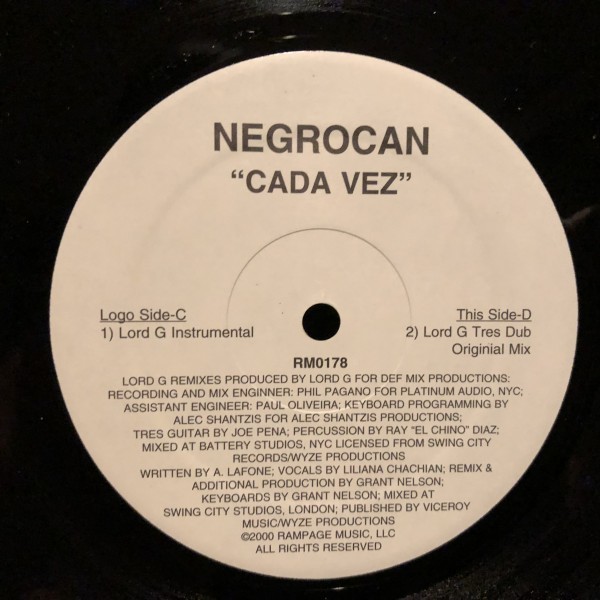 NEGROCAN
“CADA VEZ”
Logo Side-C
1) Lord G Instrumental
This Side-D
2) Lord G Tres Dub
Originial Mix
RM0178
LORD G REMIXES PRODUCED BY LORD G FOR DEF MIX PRODUCTIONS:
RECORDING AND MIX ENGINNER: PHIL PAGANO FOR PLATINUM AUDIO, NYC;
ASSISTANT ENGINEER: PAUL OLIVEIRA; KEYBOARD PROGRAMMING BY
ALEC SHANTZIS FOR ALEC SHANTZIS PRODUCTIONS;
TRES GUITAR BY JOE PENA; PERCUSSION BY RAY "EL CHINO" DIAZ;
MIXED AT BATTERY STUDIOS, NYC LICENSED FROM SWING CITY
RECORDS/WYZE PRODUCTIONS
WRITTEN BY A. LAFONE; VOCALS BY LILIANA CHACHIAN; REMIX &
ADDITIONAL PRODUCTION BY GRANT NELSON;
KEYBOARDS BY GRANT NELSON; MIXED AT
SWING CITY STUDIOS, LONDON; PUBLISHED BY VICEROY
MUSIC/WYZE PRODUCTIONS
©2000 RAMPAGE MUSIC, LLC
ALL RIGHTS RESERVED